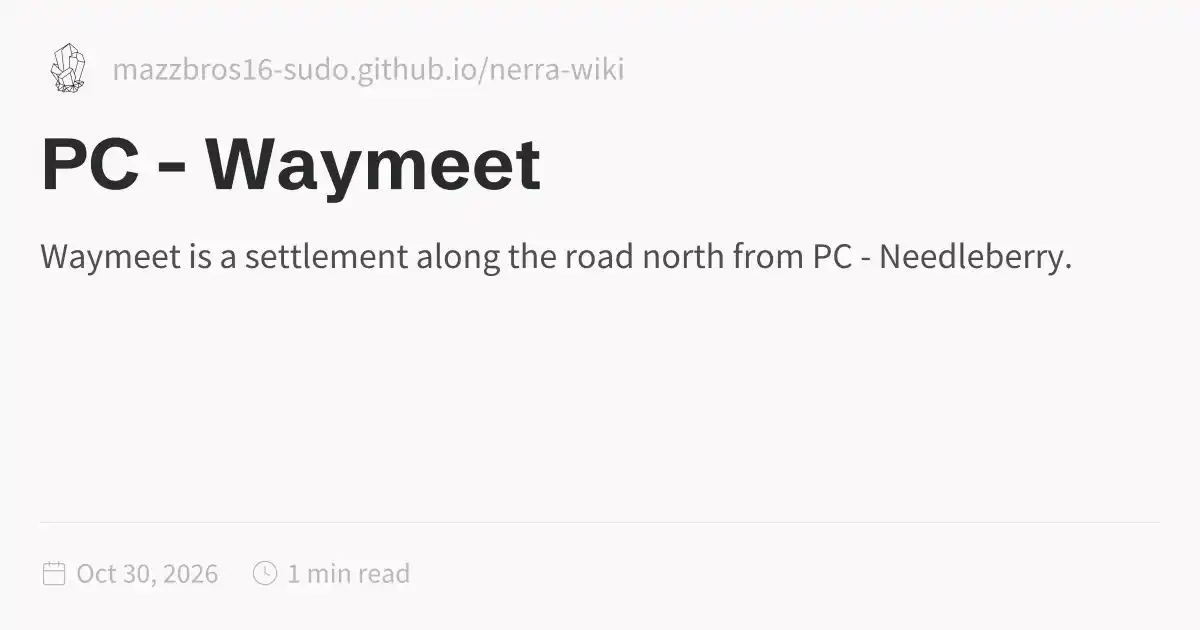 mazzbros16-sudo.github.io/nerra-wiki
PC - Waymeet
Waymeet is a settlement along the road north from PC - Needleberry.
Oct 30, 2026 1 min read